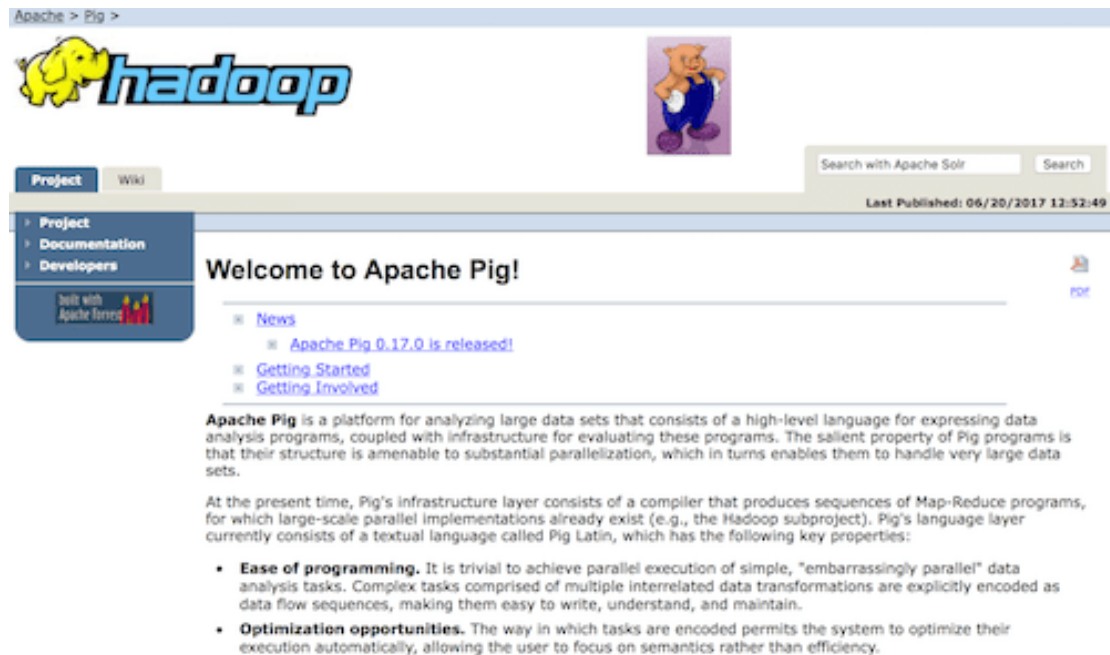 Apache > Pig >
hadoop
Search with Apache Solr
Search
Project
Wiki
Last Published: 06/20/2017 12:52:49
Project
Documentation
Developers
built with
Apache Forrest
Welcome to Apache Pig!
PDF
News
Apache Pig 0.17.0 is released!
Getting Started
Getting Involved
Apache Pig is a platform for analyzing large data sets that consists of a high-level language for expressing data
analysis programs, coupled with infrastructure for evaluating these programs. The salient property of Pig programs is
that their structure is amenable to substantial parallelization, which in turns enables them to handle very large data
sets.
At the present time, Pig's infrastructure layer consists of a compiler that produces sequences of Map-Reduce programs,
for which large-scale parallel implementations already exist (e.g., the Hadoop subproject). Pig's language layer
currently consists of a textual language called Pig Latin, which has the following key properties:
• Ease of programming. It is trivial to achieve parallel execution of simple, "embarrassingly parallel" data
analysis tasks. Complex tasks comprised of multiple interrelated data transformations are explicitly encoded as
data flow sequences, making them easy to write, understand, and maintain.
• Optimization opportunities. The way in which tasks are encoded permits the system to optimize their
execution automatically, allowing the user to focus on semantics rather than efficiency.